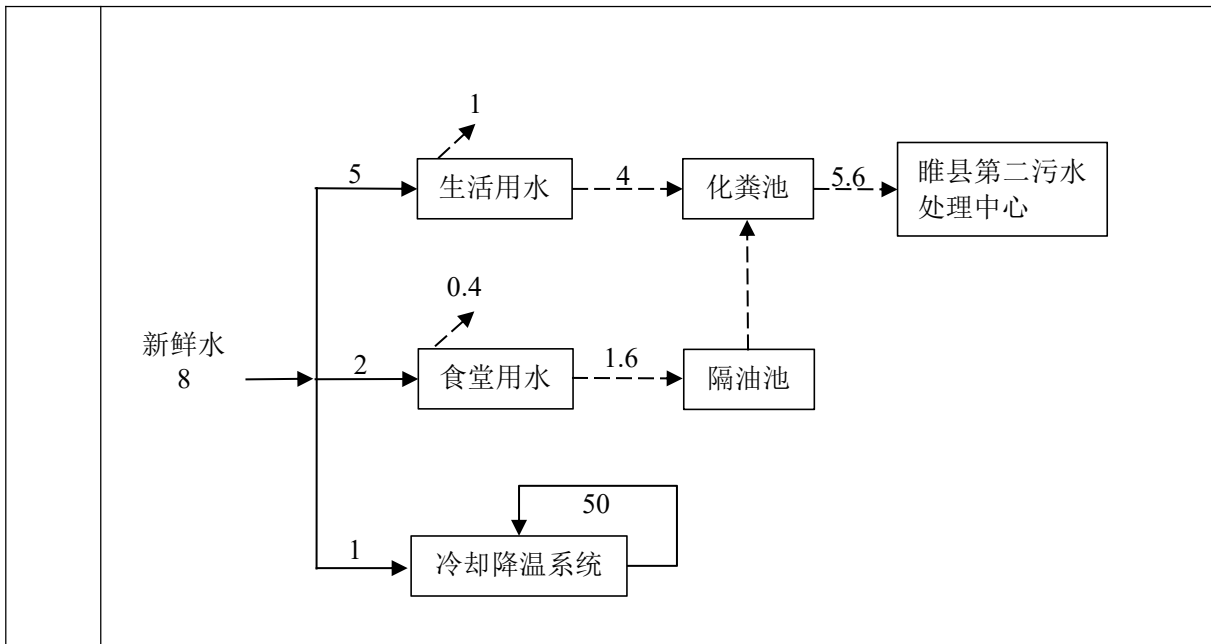 1
5
生活用水
4
化粪池
5.6
睢县第二污水
处理中心
0.4
新鲜水
8
2
食堂用水
1.6
隔油池
50
1
冷却降温系统